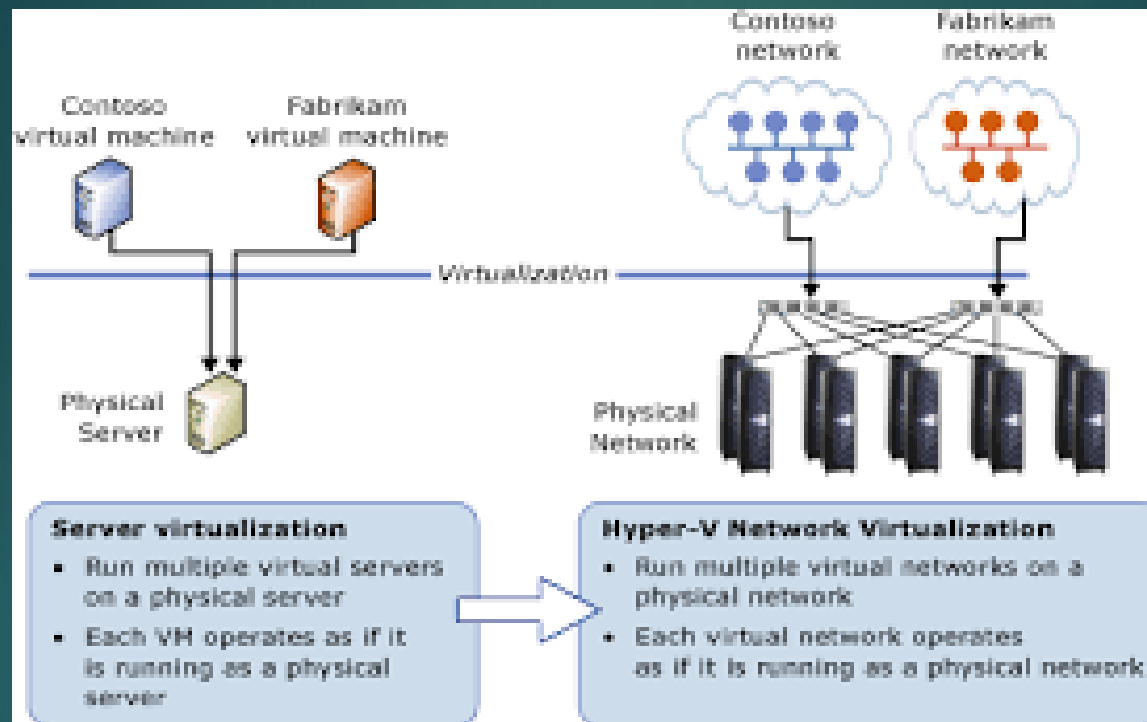 Contoso
virtual machine
Fabrikam
virtual machine
Contoso
network
Fabrikam
network
Virtualization
Physical
Server
Physical
Network
Server virtualization
• Run multiple virtual servers
on a physical server
• Each VM operates as if it
is running as a physical
server
Hyper-V Network Virtualization
• Run multiple virtual networks on a
physical network
• Each virtual network operates
as if it is running as a physical network